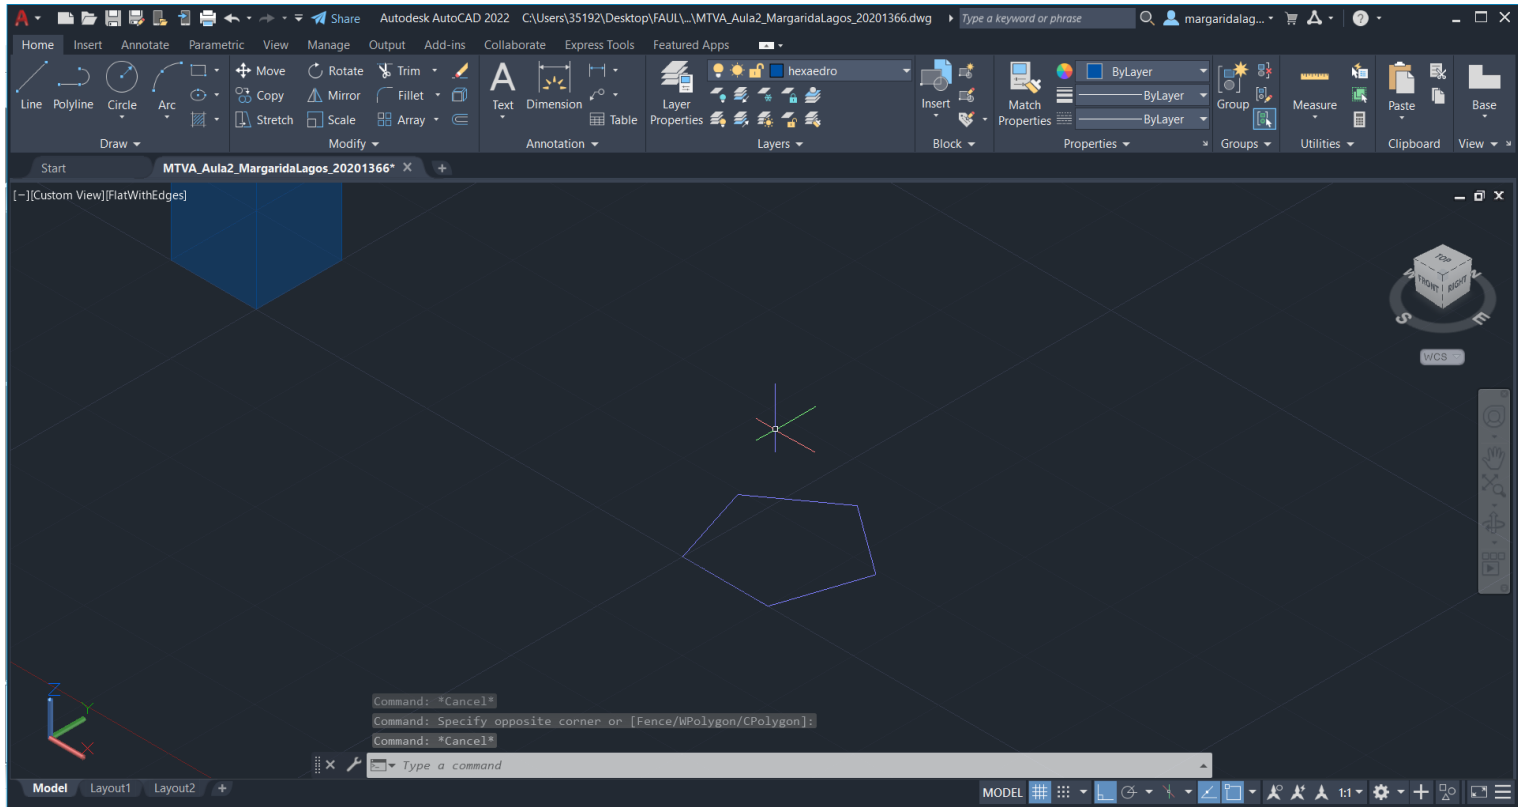 Share Autodesk AutoCAD 2022 C:\Users\35192\Desktop\FAUL\...\MTVA_Aula2_MargaridaLagos_20201366.dwg Type a keyword or phrase margaridalag...
Home Insert Annotate Parametric View Manage Output Add-ins Collaborate Express Tools Featured Apps
Line Polyline Circle Arc
Move Rotate Trim
Copy Mirror Fillet
Stretch Scale Array
Text Dimension Table
Layer Properties
hexaedro
Insert
Match Properties
ByLayer
ByLayer
ByLayer
Group
Measure
Paste
Base
Draw Modify Annotation Layers Block Properties Groups Utilities Clipboard View
Start MTVA_Aula2_MargaridaLagos_20201366* +
[−][Custom View][FlatWithEdges]
TOP
FRONT RIGHT
W N
S E
WCS
Z
Y
X
Command: *Cancel*
Command: Specify opposite corner or [Fence/WPolygon/CPolygon]:
Command: *Cancel*
Type a command
Model Layout1 Layout2 + MODEL 1:1